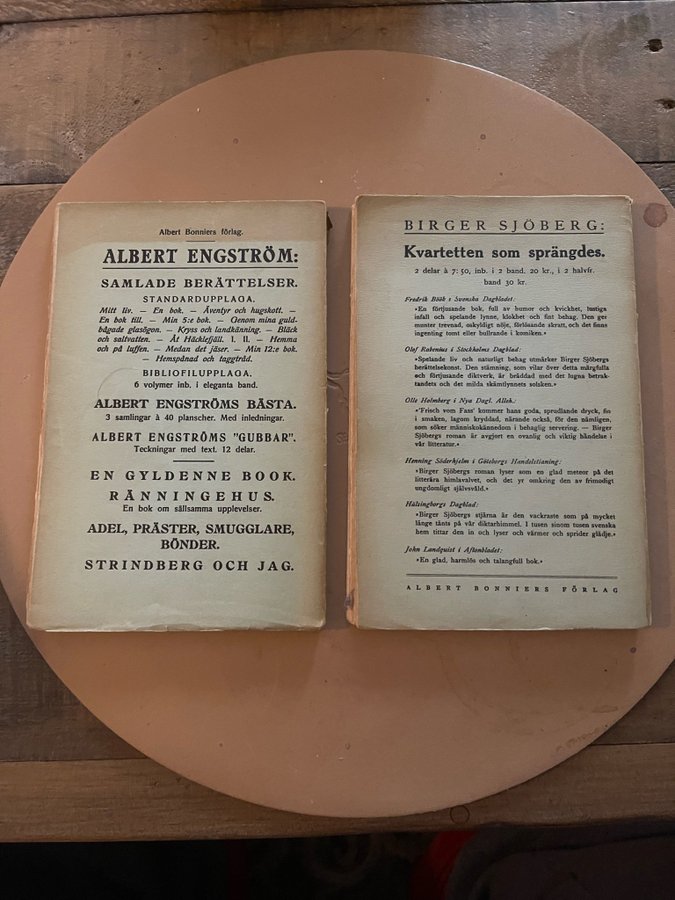 Albert Bonniers förlag.
ALBERT ENGSTRÖM:
SAMLADE BERÄTTELSER.
STANDARDUPPLAGA.
Mitt liv. — En bok. — Äventyr och hugskott. —
En bok till. — Min 5:e bok. — Genom mina guld-
bågade glasögon. — Kryss och landkänning. — Bläck
och saltvatten. — Åt Häcklefjäll. I. II. — Hemma
och på luffen. — Medan det jäser. — Min 12:e bok.
— Hemspånad och taggtråd.
BIBLIOFILUPPLAGA.
6 volymer inb. i eleganta band.
ALBERT ENGSTRÖMS BÄSTA.
3 samlingar à 40 planscher. Med inledningar.
ALBERT ENGSTRÖMS "GUBBAR".
Teckningar med text. 12 delar.
EN GYLDENNE BOOK.
RÄNNINGEHUS.
En bok om sällsamma upplevelser.
ADEL, PRÄSTER, SMUGGLARE,
BÖNDER.
STRINDBERG OCH JAG.
BIRGER SJÖBERG:
Kvartetten som sprängdes.
2 delar à 7: 50, inb. i 2 band. 20 kr., i 2 halvfr.
band 30 kr.
Fredrik Böök i Svenska Dagbladet:
»En förtjusande bok, full av humor och kvickhet, lustiga
infall och spelande lynne, klokhet och fint behag. Den ger
munter trevnad, oskyldigt nöje, förlösande skratt, och det finns
ingenting tomt eller bullrande i komiken.»
Olof Rabenius i Stockholms Dagblad:
»Spelande liv och naturligt behag utmärker Birger Sjöbergs
berättelsekonst. Den stämning, som vilar över detta märgfulla
och förtjusande diktverk, är bräddad med det lugna betrak-
tandets och det milda skämtlynnets solsken.»
Olle Holmberg i Nya Dagl. Alleh.:
»'Frisch vom Fass' kommer hans goda, sprudlande dryck, fin
i smaken, lagom kryddad, närande också, för den nämligen,
som söker människokännedom i behaglig servering. — Birger
Sjöbergs roman är avgjort en ovanlig och viktig händelse i
vår litteratur.»
Henning Söderhjelm i Göteborgs Handelstidning:
»Birger Sjöbergs roman lyser som en glad meteor på det
litterära himlavalvet, och det yr omkring den av frimodigt
ungdomligt självsvåld.»
Hälsingborgs Dagblad:
»Birger Sjöbergs stjärna är den vackraste som på mycket
länge tänts på vår diktarhimmel. I tusen sinom tusen svenska
hem tittar den in och lyser och värmer och sprider glädje.»
John Landquist i Aftonbladet:
»En glad, harmlös och talangfull bok.»
ALBERT BONNIERS FÖRLAG